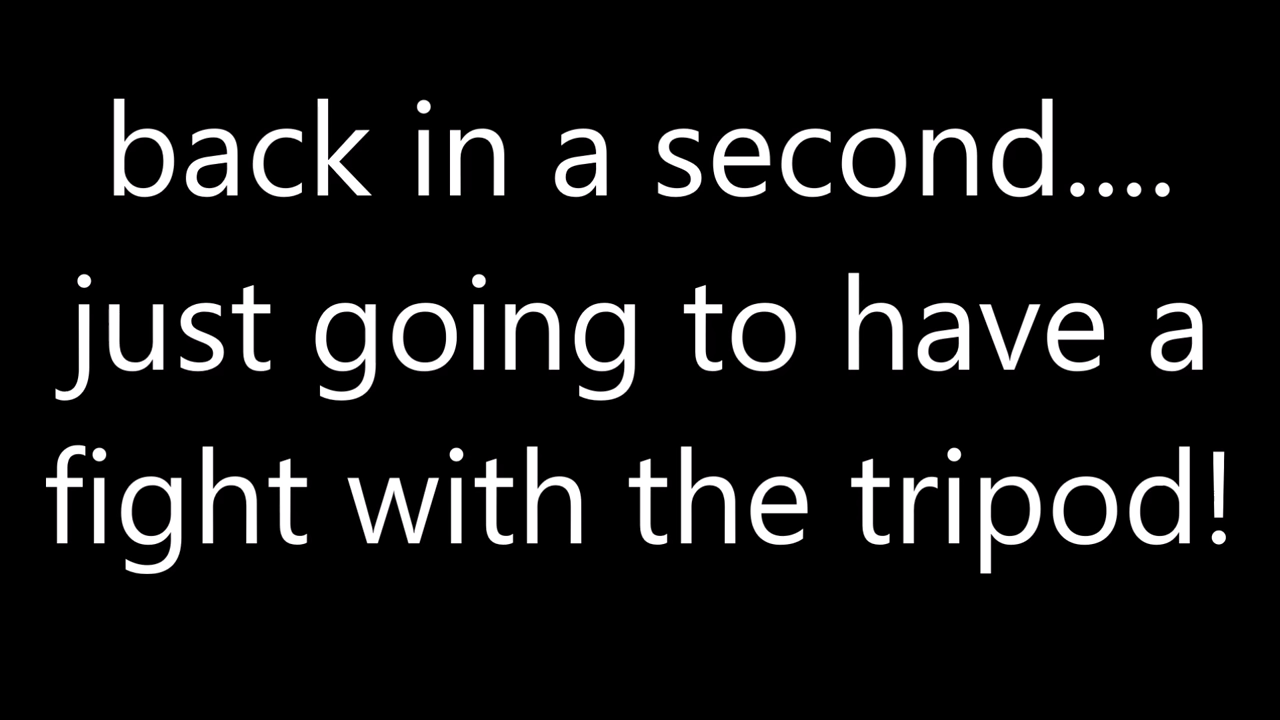 back in a second....
just going to have a
fight with the tripod!